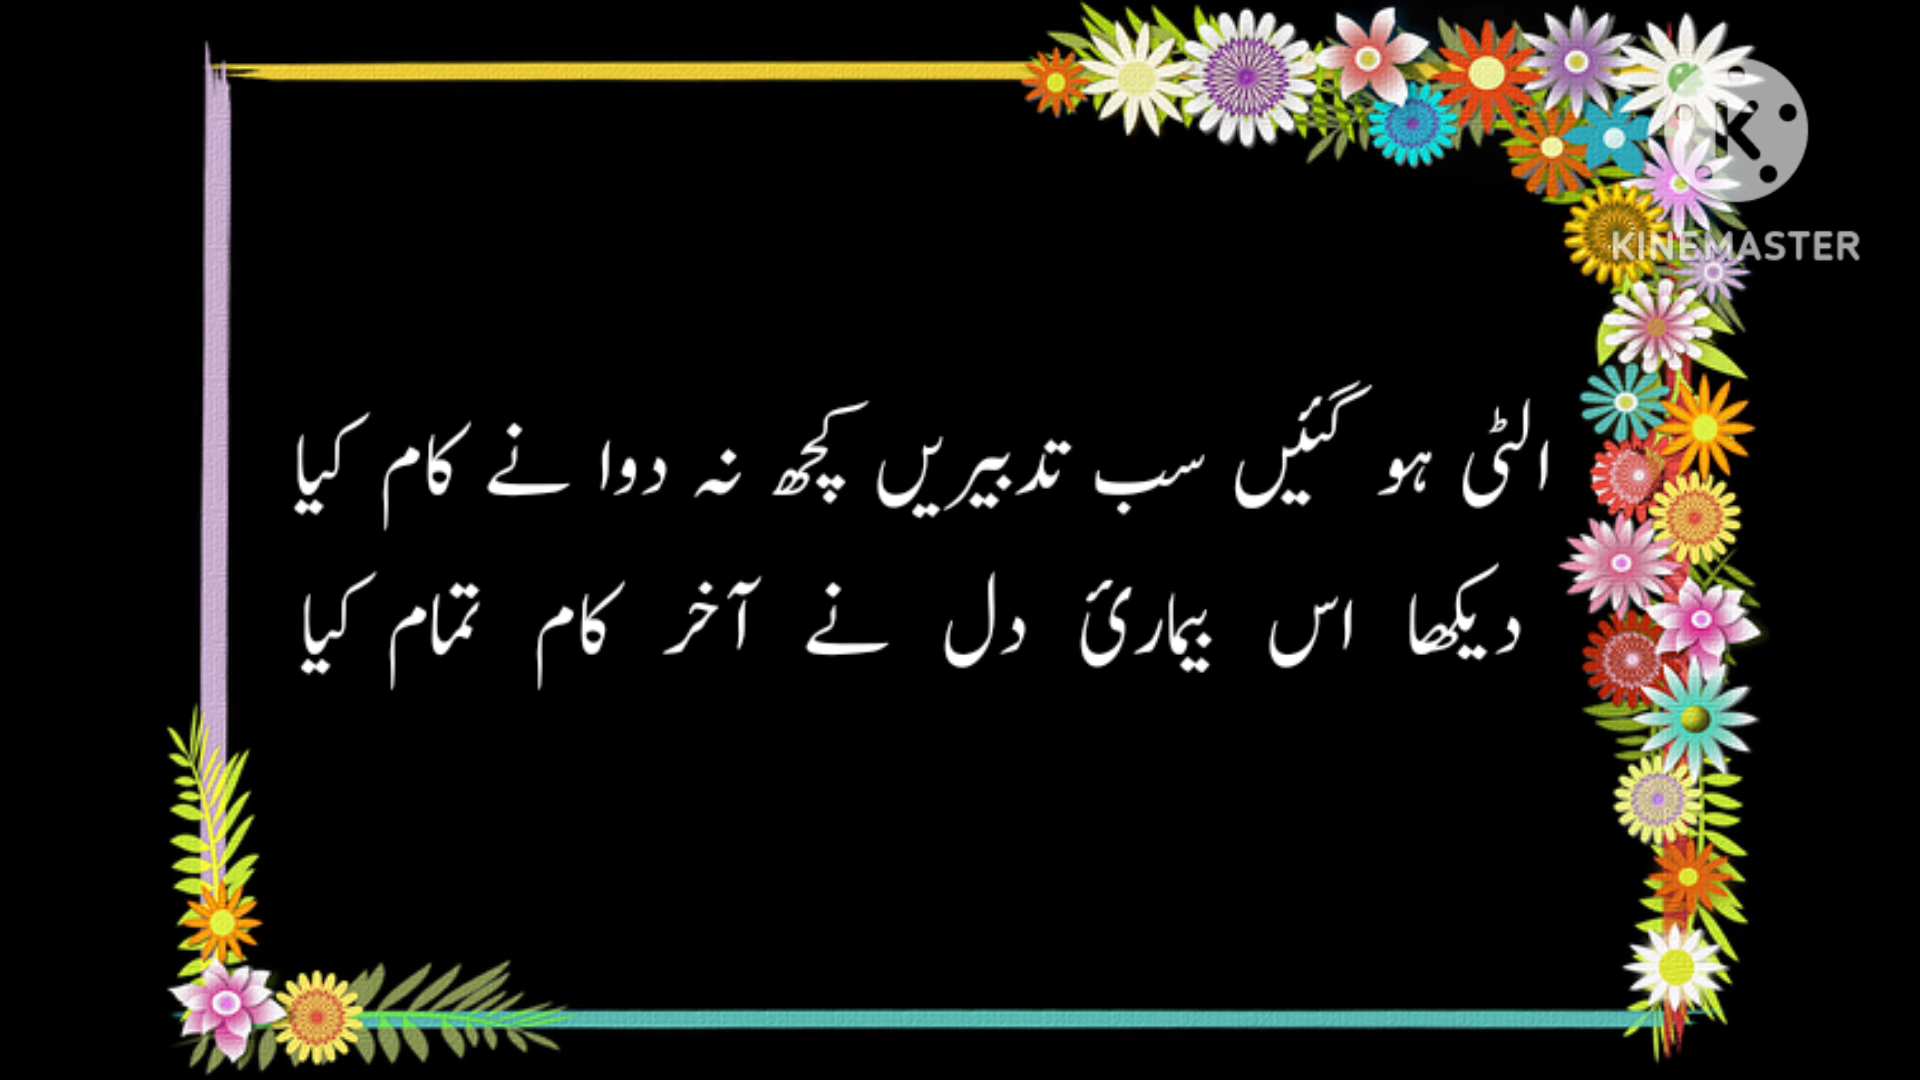 KINEMASTER
الٹی ہو گئیں سب تدبیریں کچھ نہ دوا نے کام کیا
دیکھا اس بیماریٔ دل نے آخر کام تمام کیا